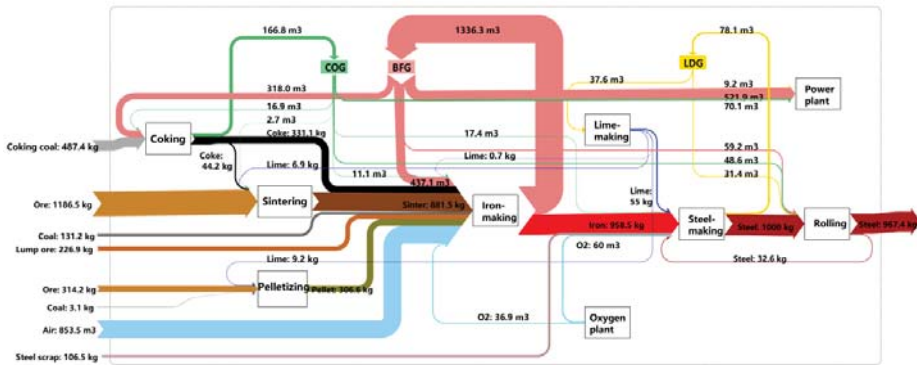 166.8 m3
1336.3 m3
78.1 m3
COG
BFG
LDG
318.0 m3
37.6 m3
9.2 m3
521.9 m3
70.1 m3
Power
plant
16.9 m3
2.7 m3
Coke: 331.1 kg
17.4 m3
Lime-
making
Coking
Coking coal: 487.4 kg
Coke:
44.2 kg
Lime: 6.9 kg
11.1 m3
437.1 m3
Lime: 0.7 kg
59.2 m3
48.6 m3
31.4 m3
Lime:
55 kg
Ore: 1186.5 kg
Sintering
Sinter: 881.5 kg
Iron-
making
Iron: 958.5 kg
Steel-
making
Steel: 1000 kg
Rolling
Steel: 967.4 kg
Coal: 131.2 kg
Lump ore: 226.9 kg
O2: 60 m3
Steel: 32.6 kg
Lime: 9.2 kg
Ore: 314.2 kg
Pelletizing
Pellet: 306.6 kg
Coal: 3.1 kg
Air: 853.5 m3
O2: 36.9 m3
Oxygen
plant
Steel scrap: 106.5 kg